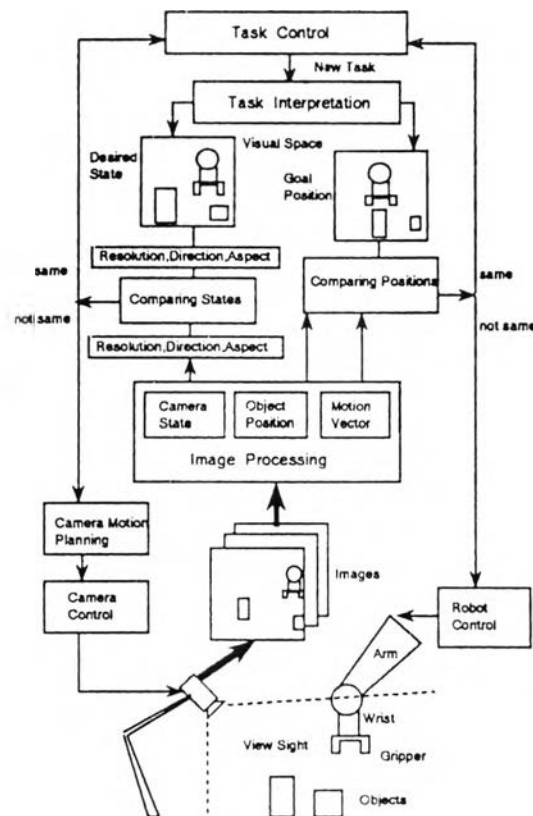 Task Control
New Task
Task Interpretation
Desired
State
Visual Space
Goal
Position
Resolution,Direction,Aspect
same
Comparing States
Comparing Positions
same
not same
not same
Resolution,Direction,Aspect
Camera
State
Object
Position
Motion
Vector
Image Processing
Camera Motion
Planning
Images
Camera
Control
Robot
Control
Arm
Wrist
View Sight
Gripper
Objects